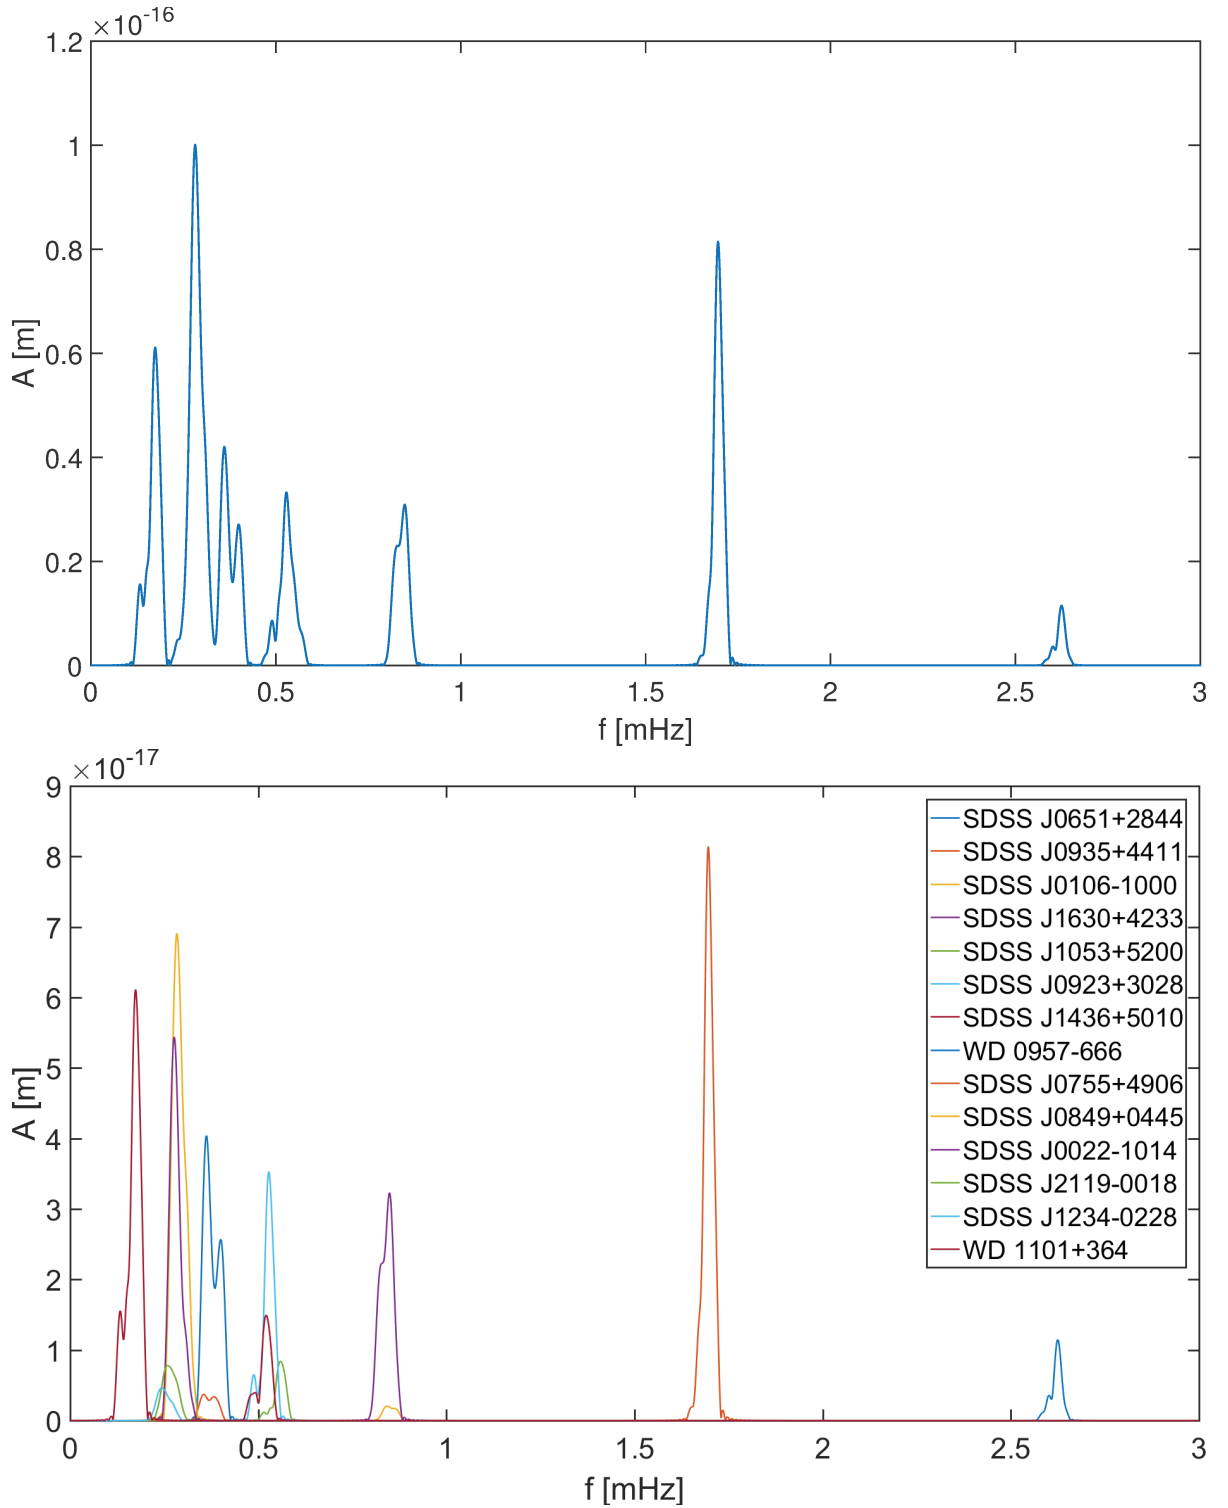 ×10-16
1.2
1
0.8
0.6
0.4
0.2
0
A [m]
0 0.5 1 1.5 2 2.5 3
f [mHz]
×10-17
9
8
7
6
5
4
3
2
1
0
A [m]
SDSS J0651+2844
SDSS J0935+4411
SDSS J0106-1000
SDSS J1630+4233
SDSS J1053+5200
SDSS J0923+3028
SDSS J1436+5010
WD 0957-666
SDSS J0755+4906
SDSS J0849+0445
SDSS J0022-1014
SDSS J2119-0018
SDSS J1234-0228
WD 1101+364
0 0.5 1 1.5 2 2.5 3
f [mHz]